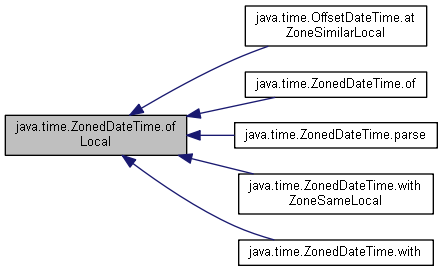 java.time.OffsetDateTime.at
ZoneSimilarLocal
java.time.ZonedDateTime.of
java.time.ZonedDateTime.of
Local
java.time.ZonedDateTime.parse
java.time.ZonedDateTime.with
ZoneSameLocal
java.time.ZonedDateTime.with